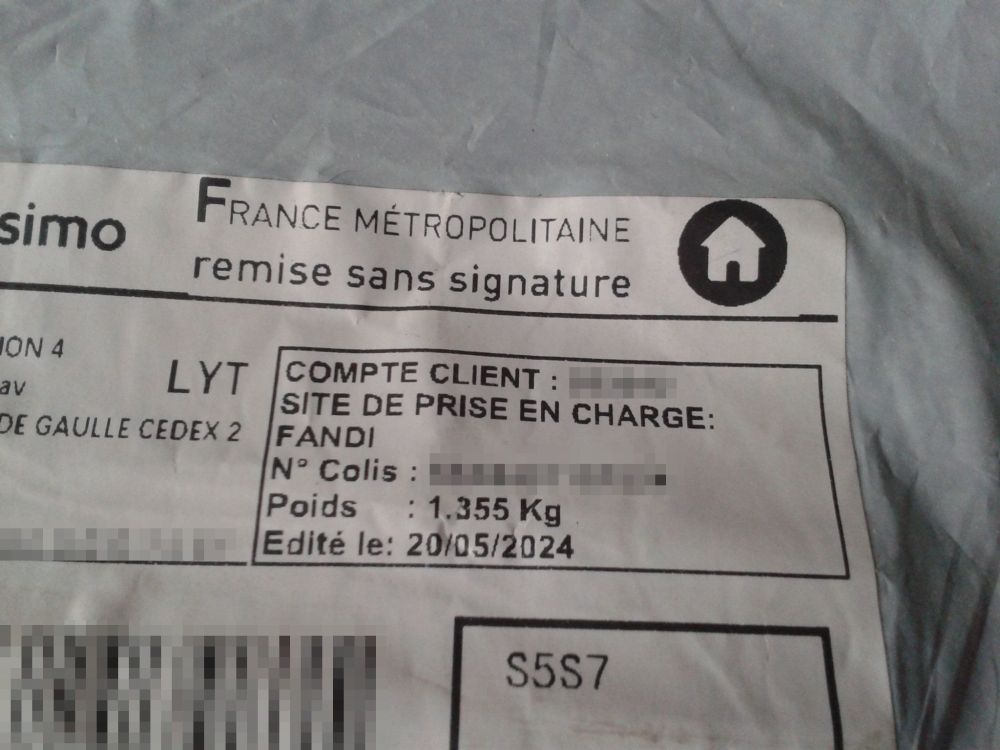 simo
FRANCE MÉTROPOLITAINE
remise sans signature
ION 4
av
LYT
DE GAULLE CEDEX 2
COMPTE CLIENT :
SITE DE PRISE EN CHARGE:
FANDI
N° Colis :
Poids : 1.355 Kg
Edité le: 20/05/2024
S5S7